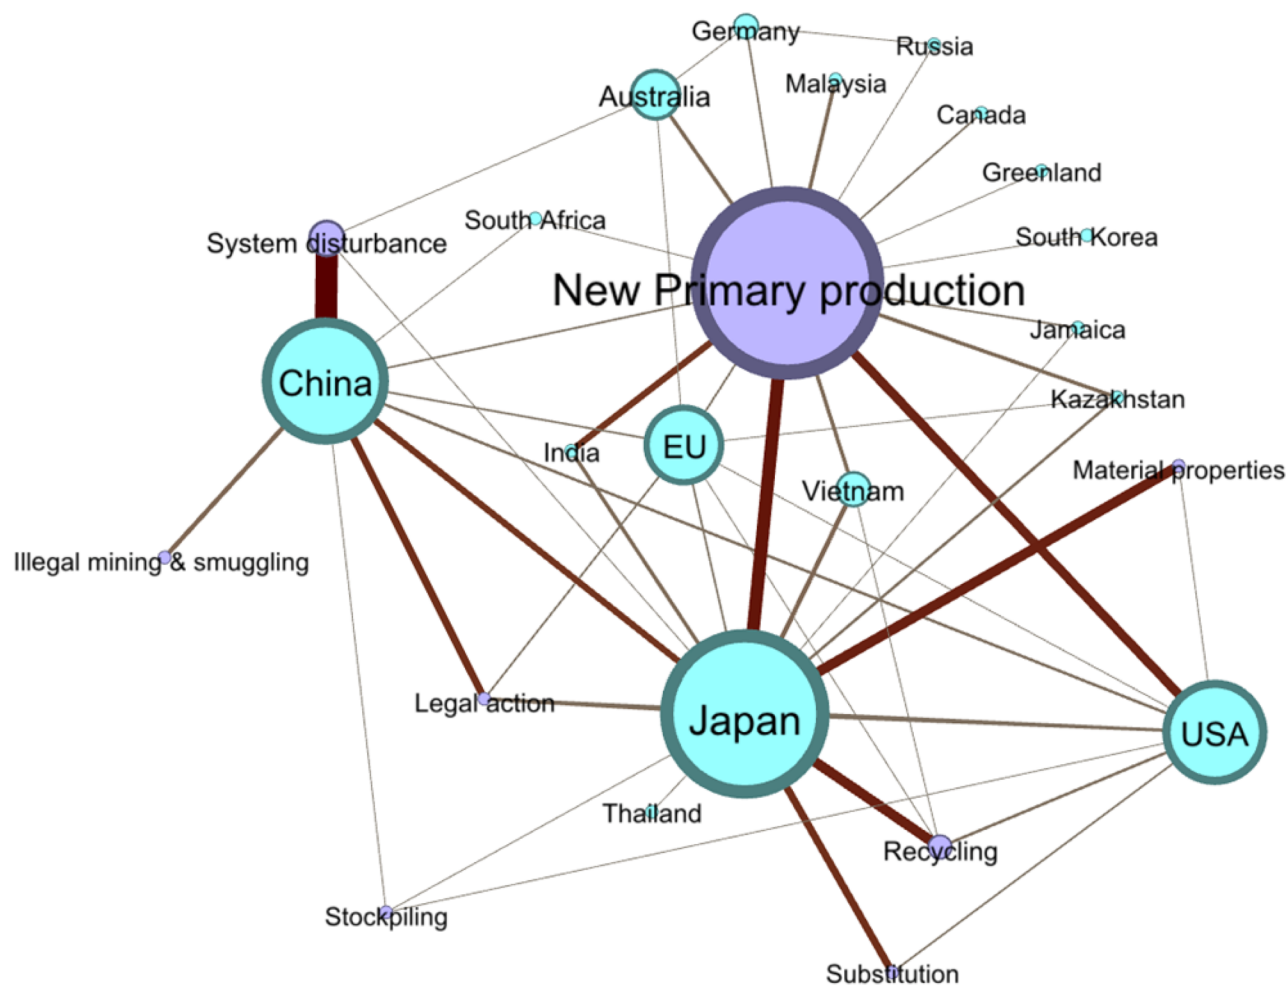 Germany
Russia
Malaysia
Australia
Canada
Greenland
South Africa
South Korea
System disturbance
New Primary production
Jamaica
China
Kazakhstan
India
EU
Material properties
Vietnam
Illegal mining & smuggling
Legal action
Japan
USA
Thailand
Recycling
Stockpiling
Substitution